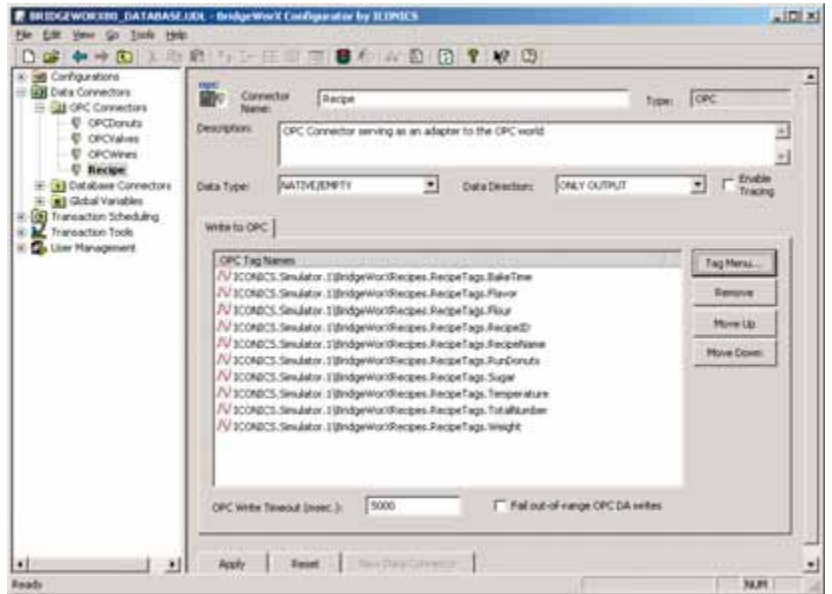 BRIDGEWORX80_DATABASE.UDL - BridgeWorX Configurator by ICONICS
File Edit View Go Tools Help
Configurations
Data Connectors
OPC Connectors
OPCDonuts
OPCValves
OPCWines
Recipe
Database Connectors
Global Variables
Transaction Scheduling
Transaction Tools
User Management
OPC
Connector Name:
Recipe
Type:
OPC
Description:
OPC Connector serving as an adapter to the OPC world
Data Type:
NATIVE/EMPTY
Data Direction:
ONLY OUTPUT
Enable Tracing
Write to OPC
OPC Tag Names
ICONICS.Simulator.1\BridgeWorXRecipes.RecipeTags.BakeTime
ICONICS.Simulator.1\BridgeWorXRecipes.RecipeTags.Flavor
ICONICS.Simulator.1\BridgeWorXRecipes.RecipeTags.Flour
ICONICS.Simulator.1\BridgeWorXRecipes.RecipeTags.RecipeID
ICONICS.Simulator.1\BridgeWorXRecipes.RecipeTags.RecipeName
ICONICS.Simulator.1\BridgeWorXRecipes.RecipeTags.RunDonuts
ICONICS.Simulator.1\BridgeWorXRecipes.RecipeTags.Sugar
ICONICS.Simulator.1\BridgeWorXRecipes.RecipeTags.Temperature
ICONICS.Simulator.1\BridgeWorXRecipes.RecipeTags.TotalNumber
ICONICS.Simulator.1\BridgeWorXRecipes.RecipeTags.Weight
Tag Menu...
Remove
Move Up
Move Down
OPC Write Timeout (msec.):
5000
Fail out-of-range OPC DA writes
Apply
Reset
New Data Connector
Ready
NUM